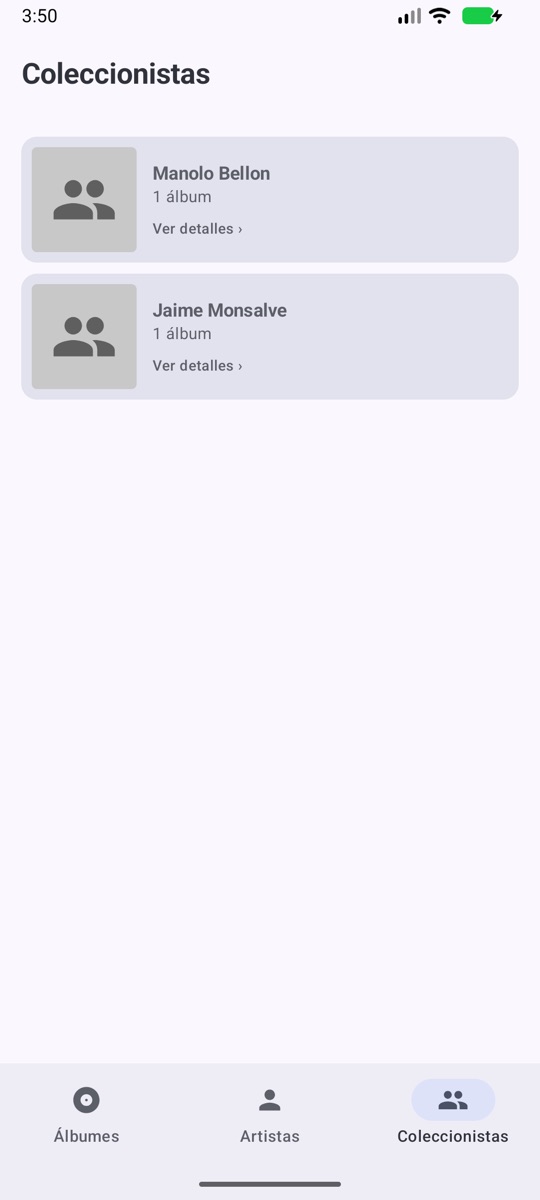 3:50
Coleccionistas
Manolo Bellon
1 álbum
Ver detalles ›
Jaime Monsalve
1 álbum
Ver detalles ›
Álbumes
Artistas
Coleccionistas